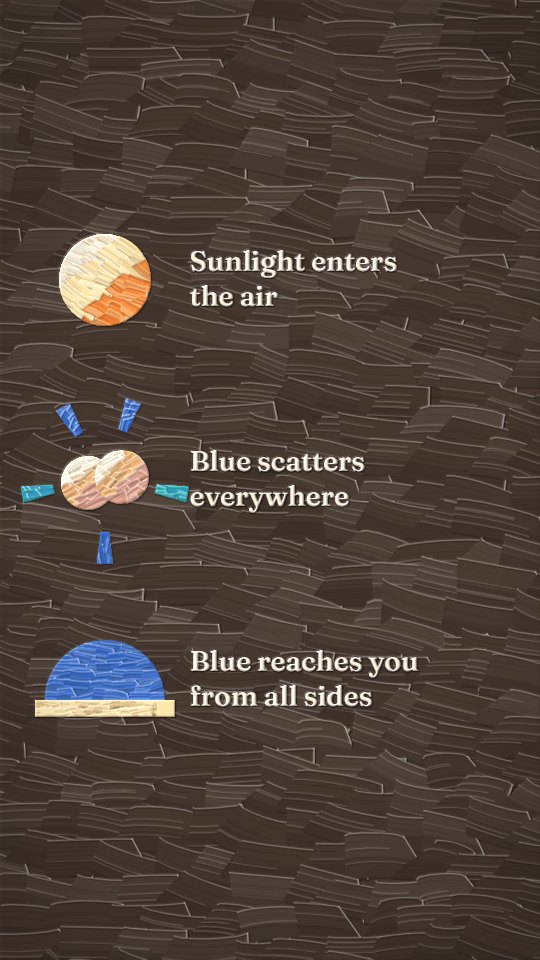 Sunlight enters
the air
Blue scatters
everywhere
Blue reaches you
from all sides